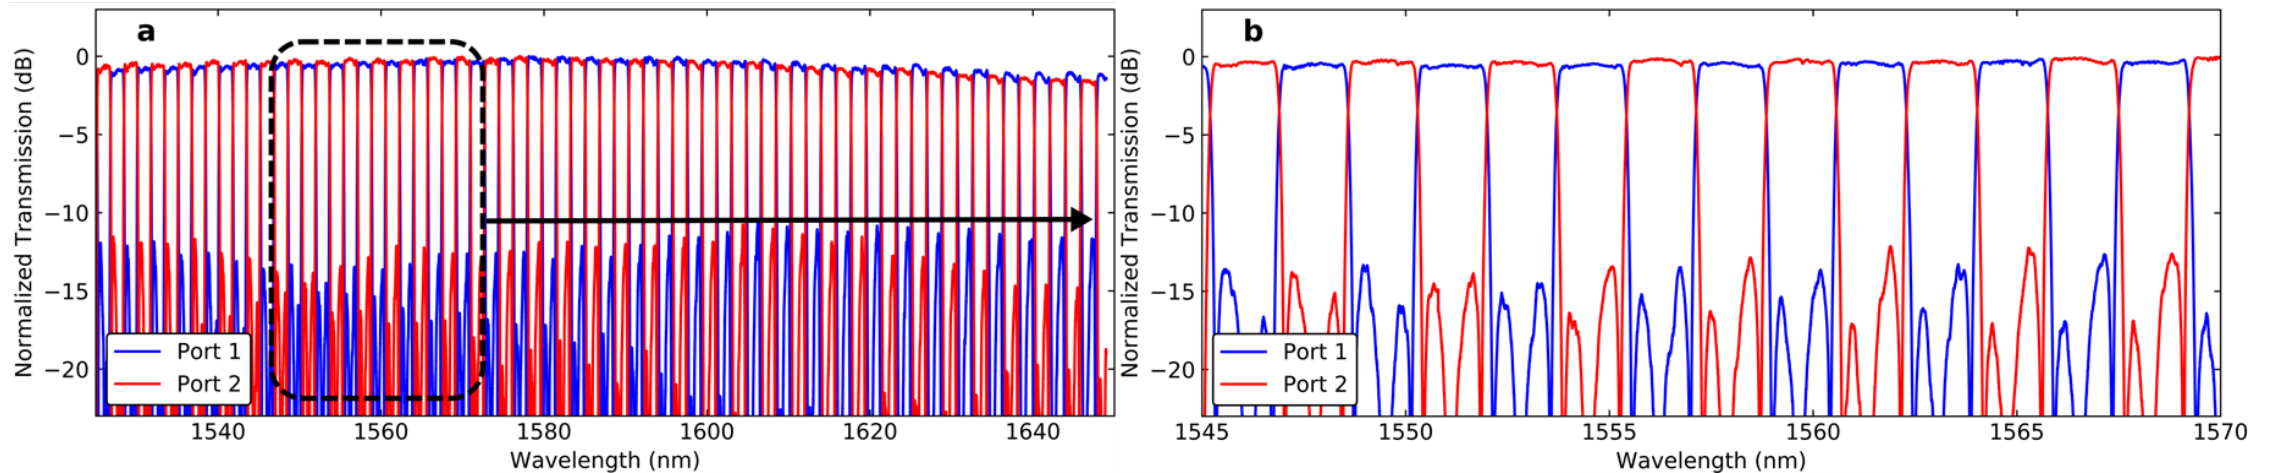 a
Normalized Transmission (dB)
0
−5
−10
−15
−20
Port 1
Port 2
1540
1560
1580
1600
1620
1640
Wavelength (nm)
b
Normalized Transmission (dB)
0
−5
−10
−15
−20
Port 1
Port 2
1545
1550
1555
1560
1565
1570
Wavelength (nm)